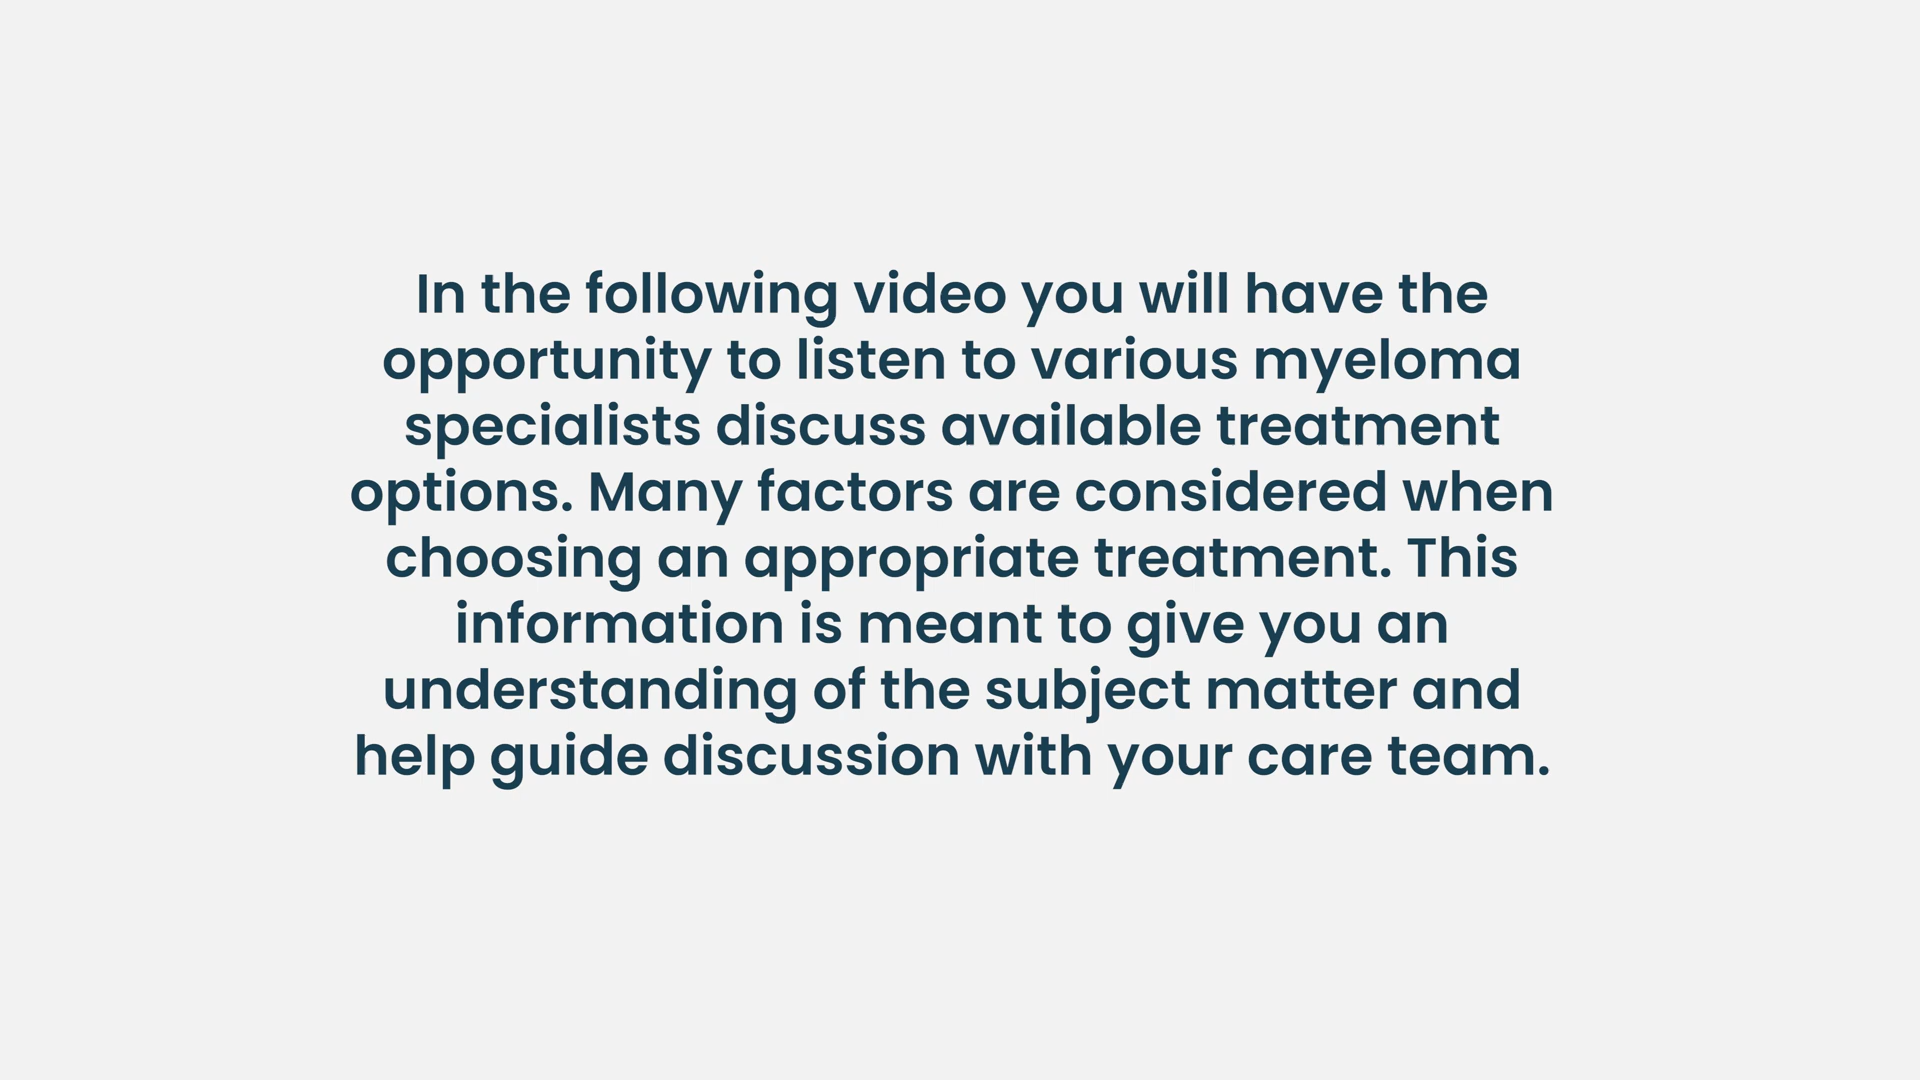 In the following video you will have the
opportunity to listen to various myeloma
specialists discuss available treatment
options. Many factors are considered when
choosing an appropriate treatment. This
information is meant to give you an
understanding of the subject matter and
help guide discussion with your care team.